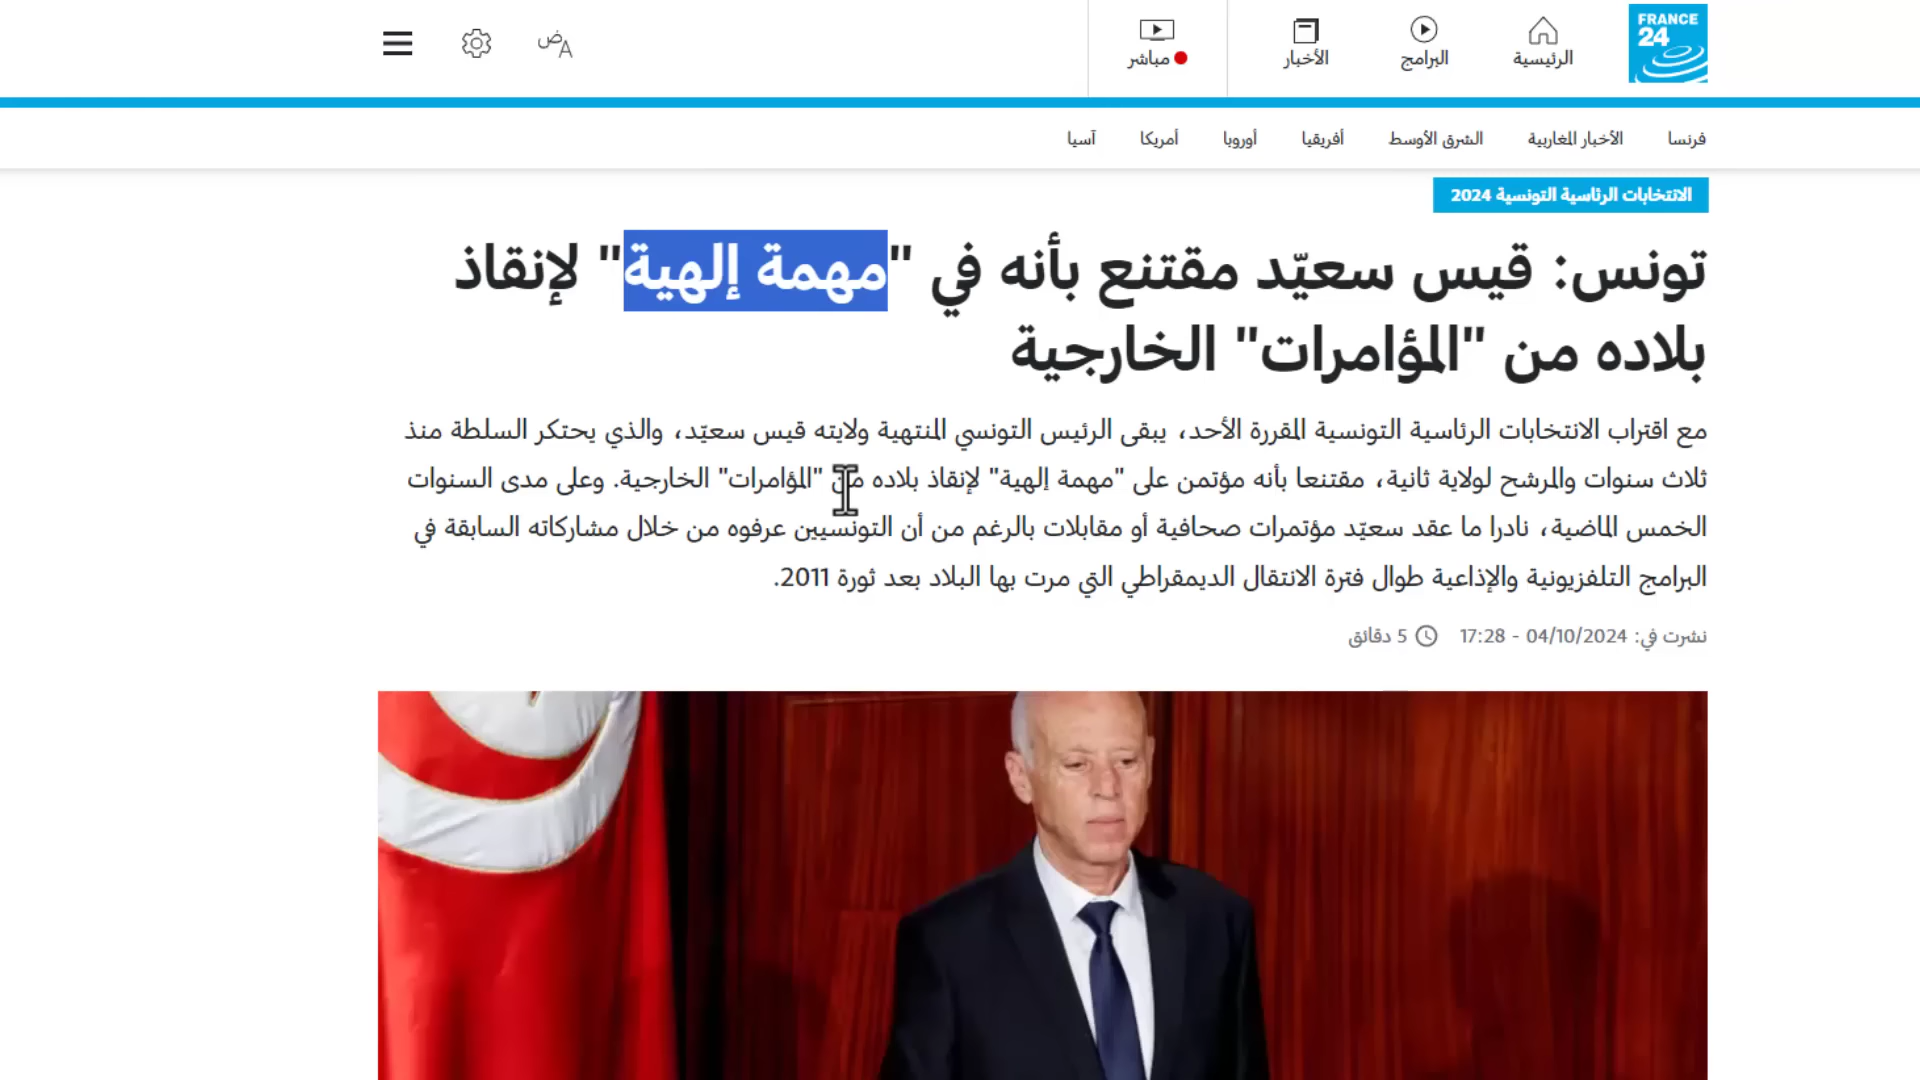 FRANCE
24
الرئيسية
البرامج
الأخبار
مباشر
ض A
فرنسا
الأخبار المغاربية
الشرق الأوسط
أفريقيا
أوروبا
أمريكا
آسيا
الانتخابات الرئاسية التونسية 2024
تونس: قيس سعيّد مقتنع بأنه في "مهمة إلهية" لإنقاذ
بلاده من "المؤامرات" الخارجية
مع اقتراب الانتخابات الرئاسية التونسية المقررة الأحد، يبقى الرئيس التونسي المنتهية ولايته قيس سعيّد، والذي يحتكر السلطة منذ
ثلاث سنوات والمرشح لولاية ثانية، مقتنعا بأنه مؤتمن على "مهمة إلهية" لإنقاذ بلاده من "المؤامرات" الخارجية. وعلى مدى السنوات
الخمس الماضية، نادرا ما عقد سعيّد مؤتمرات صحافية أو مقابلات بالرغم من أن التونسيين عرفوه من خلال مشاركاته السابقة في
البرامج التلفزيونية والإذاعية طوال فترة الانتقال الديمقراطي التي مرت بها البلاد بعد ثورة 2011.
نشرت في: 04/10/2024 - 17:28
5 دقائق